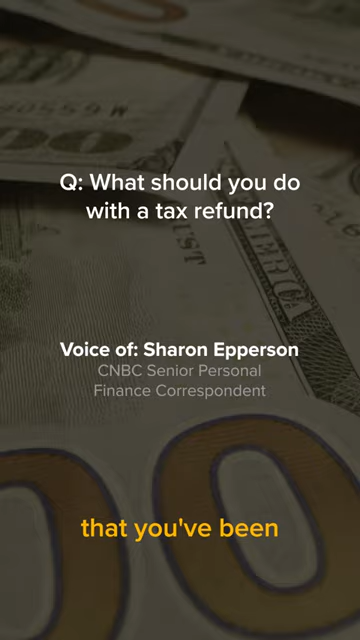 Q: What should you do
with a tax refund?
Voice of: Sharon Epperson
CNBC Senior Personal
Finance Correspondent
that you've been